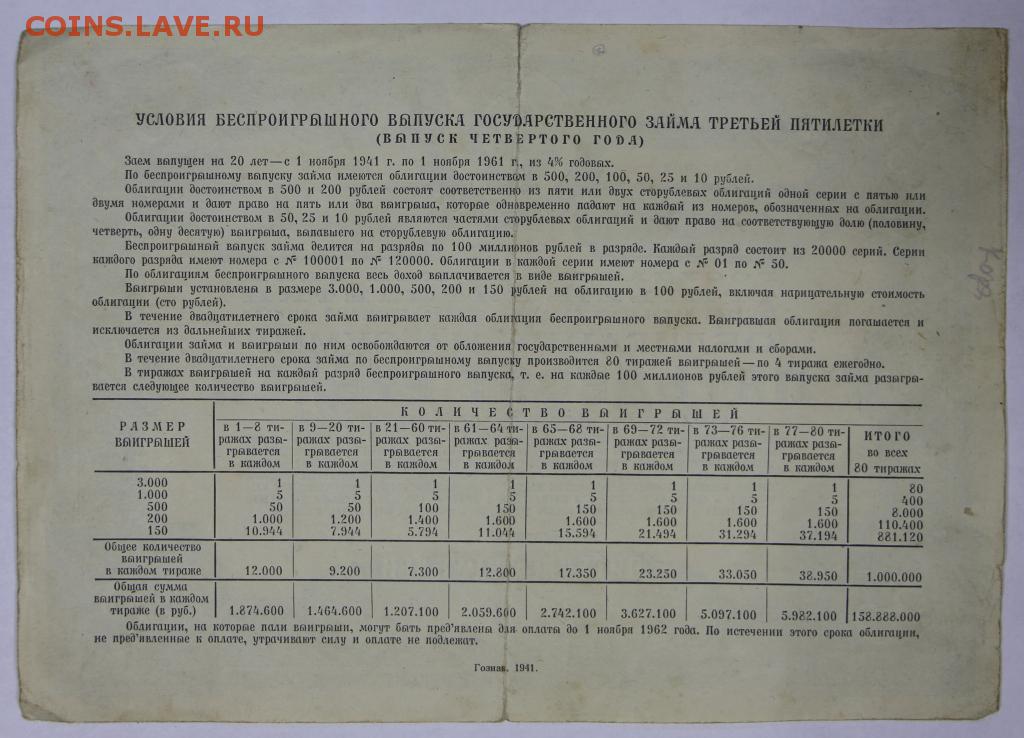 COINS.LAVE.RU
УСЛОВИЯ БЕСПРОИГРЫШНОГО ВЫПУСКА ГОСУДАРСТВЕННОГО ЗАЙМА ТРЕТЬЕЙ ПЯТИЛЕТКИ
(ВЫПУСК ЧЕТВЕРТОГО ГОДА)
Заем выпущен на 20 лет—с 1 ноября 1941 г. по 1 ноября 1961 г., из 4% годовых.
По беспроигрышному выпуску займа имеются облигации достоинством в 500, 200, 100, 50, 25 и 10 рублей.
Облигации достоинством в 500 и 200 рублей состоят соответственно из пяти или двух сторублевых облигаций одной серии с пятью или
двумя номерами и дают право на пять или два выигрыша, которые одновременно падают на каждый из номеров, обозначенных на облигации.
Облигации достоинством в 50, 25 и 10 рублей являются частями сторублевых облигаций и дают право на соответствующую долю (половину,
четверть, одну десятую) выигрыша, выпавшего на сторублевую облигацию.
Беспроигрышный выпуск займа делится на разряды по 100 миллионов рублей в разряде. Каждый разряд состоит из 20000 серий. Серии
каждого разряда имеют номера с № 100001 по № 120000. Облигации в каждой серии имеют номера с № 01 по № 50.
По облигациям беспроигрышного выпуска весь доход выплачивается в виде выигрышей.
Выигрыши установлены в размере 3.000, 1.000, 500, 200 и 150 рублей на облигацию в 100 рублей, включая нарицательную стоимость
облигации (сто рублей).
В течение двадцатилетнего срока займа выигрывает каждая облигация беспроигрышного выпуска. Выигравшая облигация погашается и
исключается из дальнейших тиражей.
Облигации займа и выигрыши по ним освобождаются от обложения государственными и местными налогами и сборами.
В течение двадцатилетнего срока займа по беспроигрышному выпуску производится 80 тиражей выигрышей—по 4 тиража ежегодно.
В тиражах выигрышей на каждый разряд беспроигрышного выпуска, т. е. на каждые 100 миллионов рублей этого выпуска займа разыгры-
вается следующее количество выигрышей.
РАЗМЕР ВЫИГРЫШЕЙ
КОЛИЧЕСТВО ВЫИГРЫШЕЙ
в 1—8 ти- в 9—20 ти- в 21—60 ти- в 61—64 ти- в 65—68 ти- в 69—72 ти- в 73—76 ти- в 77—80 ти- ИТОГО
ражах разы- ражах разы- ражах разы- ражах разы- ражах разы- ражах разы- ражах разы- ражах разы- во всех
грывается грывается грывается грывается грывается грывается грывается грывается 80 тиражах
в каждом в каждом в каждом в каждом в каждом в каждом в каждом в каждом
3.000 1 1 1 1 1 1 1 1 80
1.000 5 5 5 5 5 5 5 5 400
500 50 50 100 150 150 150 150 150 8.000
200 1.000 1.200 1.400 1.600 1.600 1.600 1.600 1.600 110.400
150 10.944 7.944 5.794 11.044 15.594 21.494 31.294 37.194 881.120
Общее количество
выигрышей
в каждом тираже 12.000 9.200 7.300 12.800 17.350 23.250 33.050 38.950 1.000.000
Общая сумма
выигрышей в каждом
тираже (в руб.) 1.874.600 1.464.600 1.207.100 2.059.600 2.742.100 3.627.100 5.097.100 5.982.100 158.888.000
Облигации, на которые пали выигрыши, могут быть пред'явлены для оплаты до 1 ноября 1962 года. По истечении этого срока облигации,
не пред'явленные к оплате, утрачивают силу и оплате не подлежат.
Гознак. 1941.